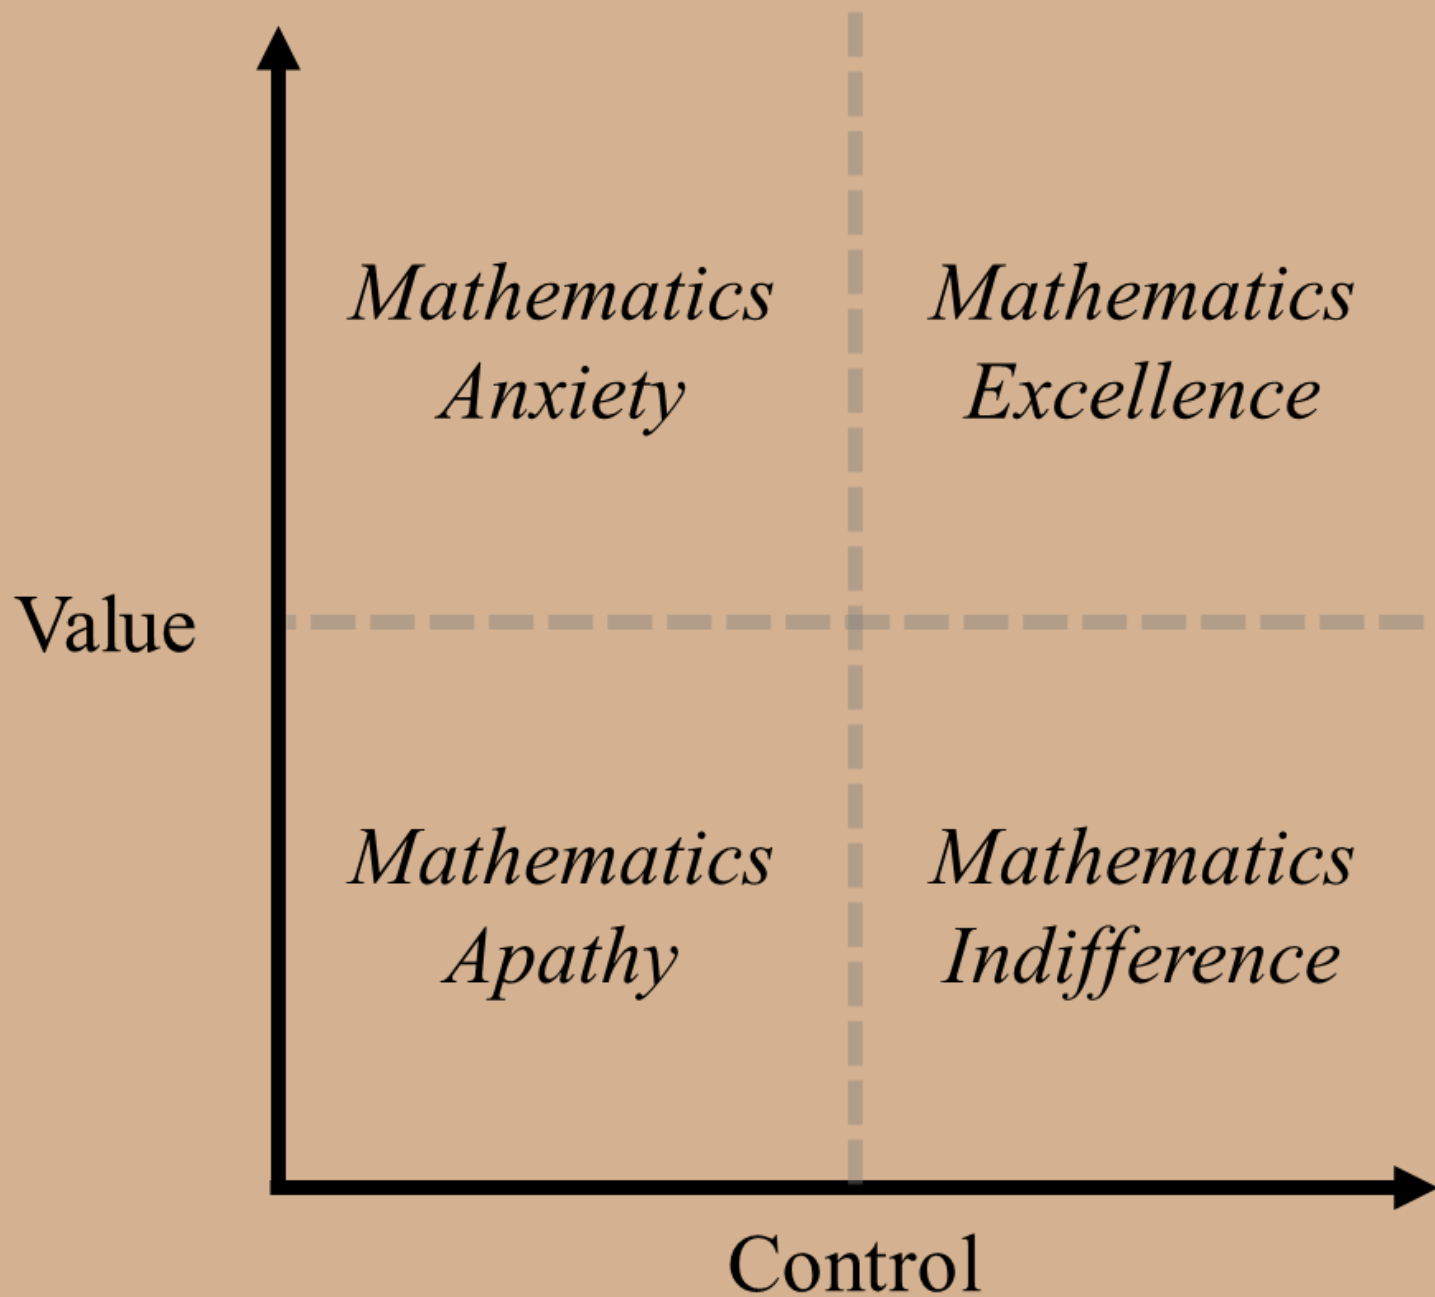 Mathematics
Anxiety
Mathematics
Excellence
Value
Mathematics
Apathy
Mathematics
Indifference
Control